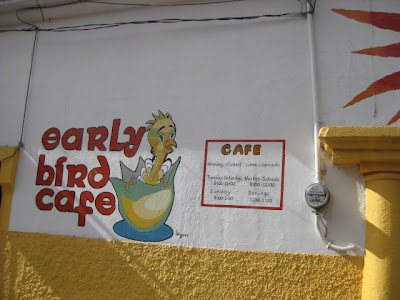 early
bird
cafe
CAFE
Monday-Closed Lunes-Cerrado
Tuesday-Saturday Martes-Sabado
Sunday Domingo